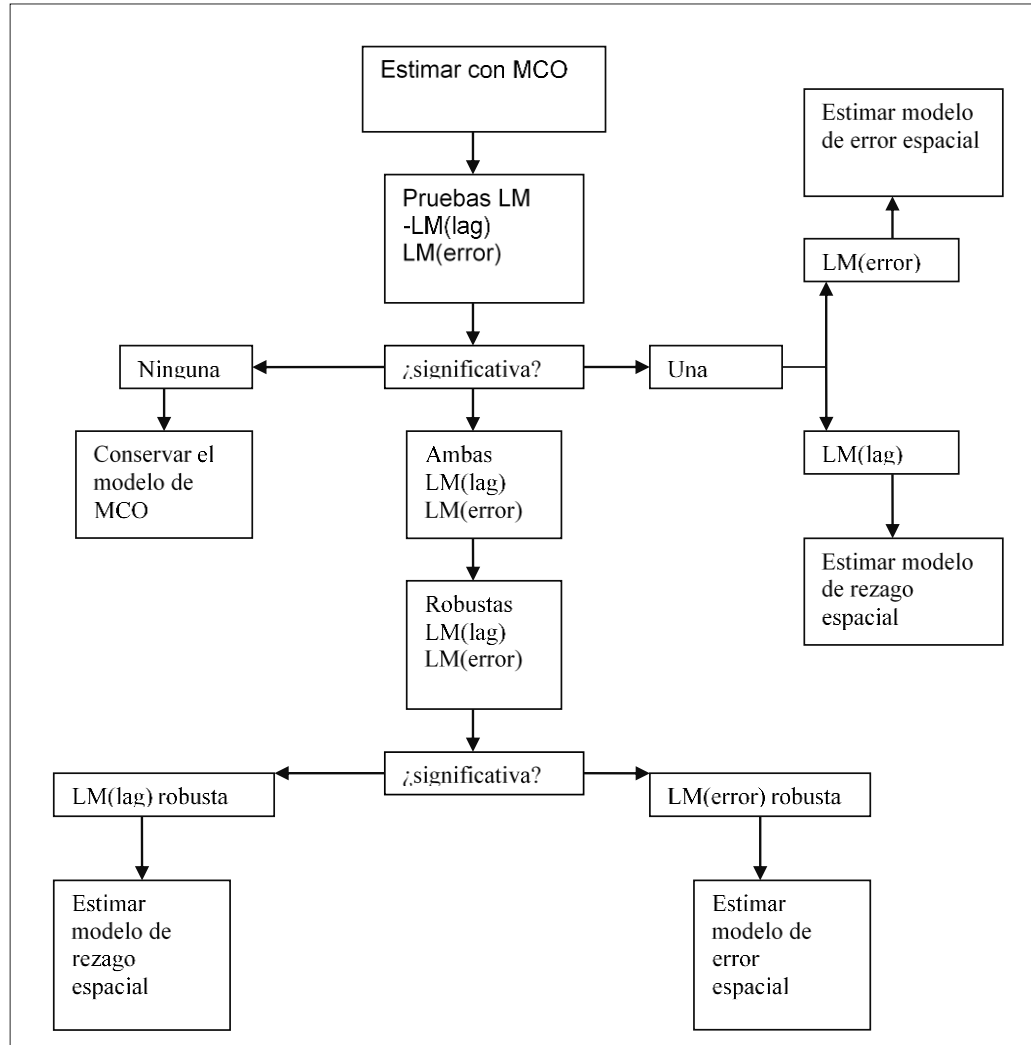 Estimar con MCO
Pruebas LM
-LM(lag)
LM(error)
¿significativa?
Ninguna
Conservar el
modelo de
MCO
Una
LM(error)
Estimar modelo
de error espacial
LM(lag)
Estimar modelo
de rezago
espacial
Ambas
LM(lag)
LM(error)
Robustas
LM(lag)
LM(error)
¿significativa?
LM(lag) robusta
Estimar
modelo de
rezago
espacial
LM(error) robusta
Estimar
modelo de
error
espacial